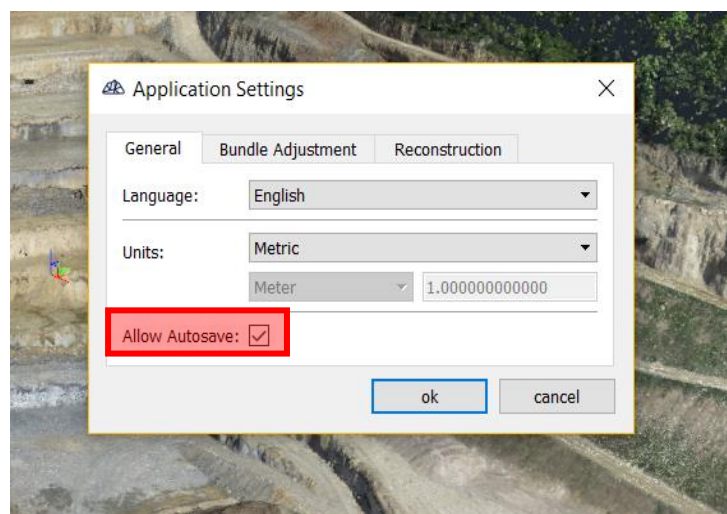 Application Settings
General Bundle Adjustment Reconstruction
Language: English
Units: Metric
Meter 1.000000000000
Allow Autosave:
ok cancel